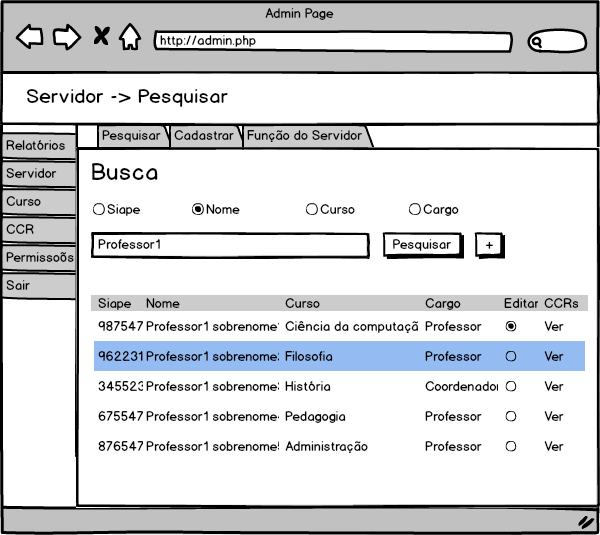 Admin Page
http://admin.php
Servidor -> Pesquisar
Pesquisar Cadastrar Função do Servidor
Relatórios
Servidor
Curso
CCR
Permissoõs
Sair
Busca
Siape Nome Curso Cargo
Professor1 Pesquisar +
Siape Nome Curso Cargo Editar CCRs
987547 Professor1 sobrenome Ciência da computaçã Professor Ver
962231 Professor1 sobrenome Filosofia Professor Ver
345523 Professor1 sobrenome História Coordenador Ver
675547 Professor1 sobrenome Pedagogia Professor Ver
876547 Professor1 sobrenome Administração Professor Ver